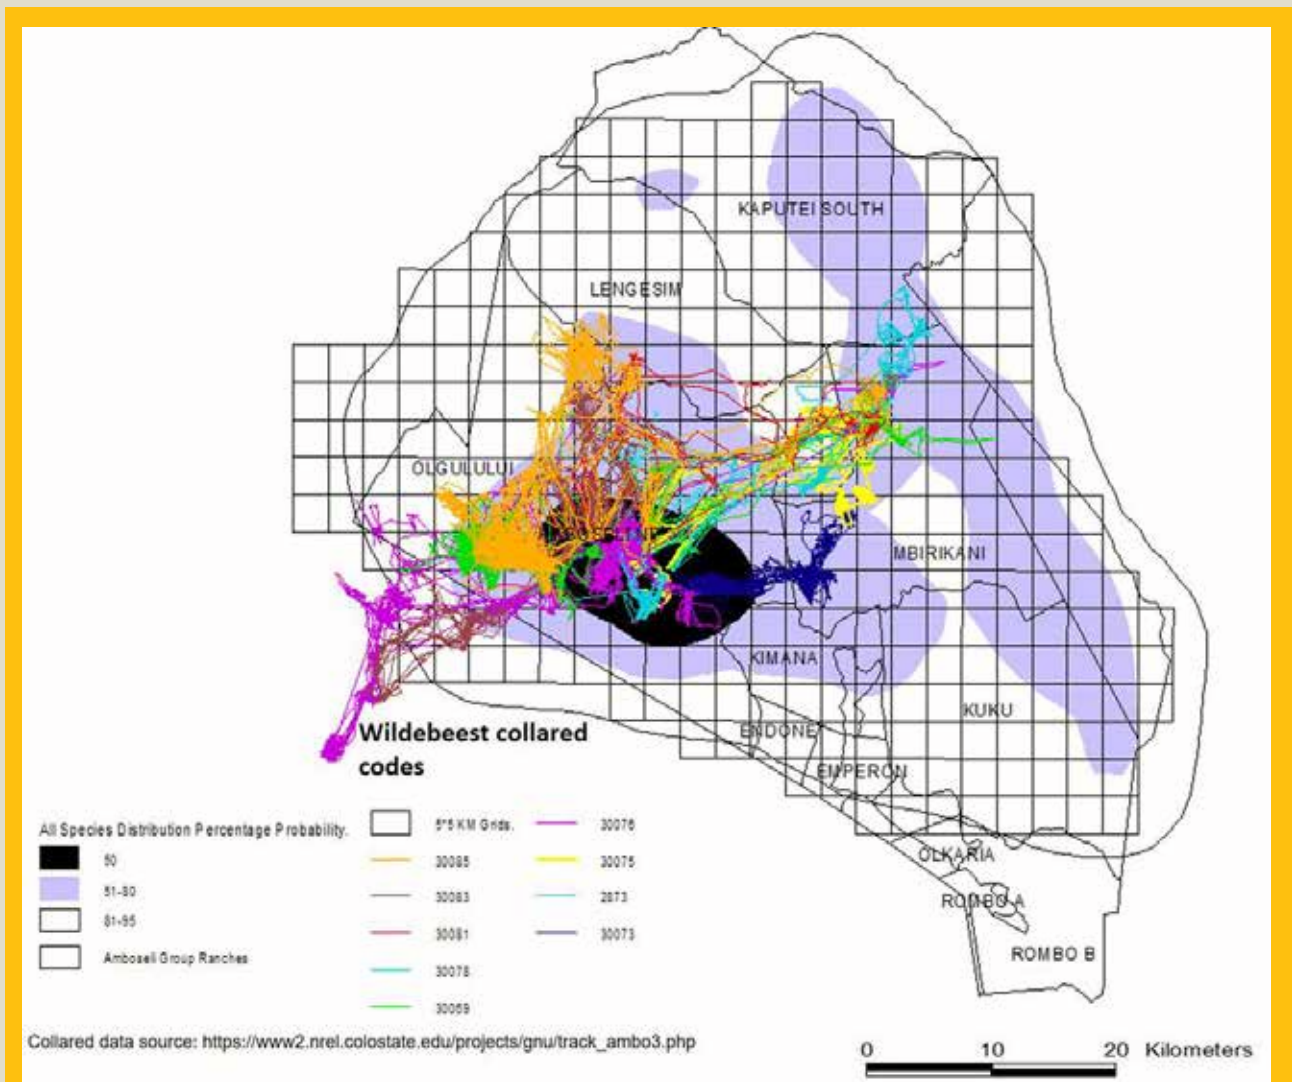 KAPUTEI SOUTH
LENGESIM
OLGULULUI
MBIRIKANI
KIMANA
KUKU
ENDONE
EMPERON
OLKARIA
ROMBO A
ROMBO B
Wildebeest collared
codes
All Species Distribution Percentage Probability.
50
51-80
81-95
Amboseli Group Ranches
5*5 KM Grids.
30085
30083
30081
30078
30069
30076
30075
2873
30073
Collared data source: https://www2.nrel.colostate.edu/projects/gnu/track_ambo3.php
0 10 20 Kilometers